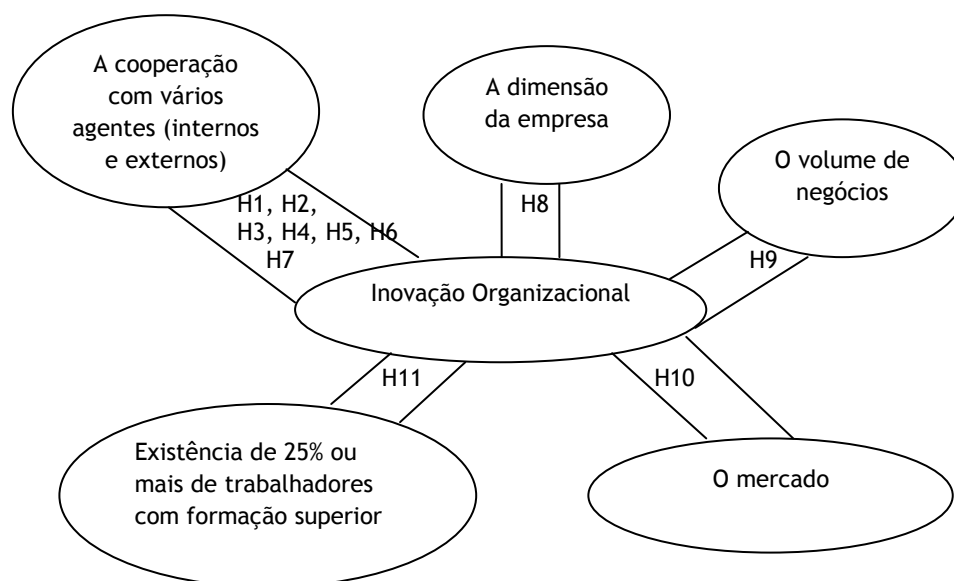 A cooperação
com vários
agentes (internos
e externos)
A dimensão
da empresa
O volume de
negócios
H1, H2,
H3, H4, H5, H6
H7
H8
H9
Inovação Organizacional
H11
H10
Existência de 25% ou
mais de trabalhadores
com formação superior
O mercado